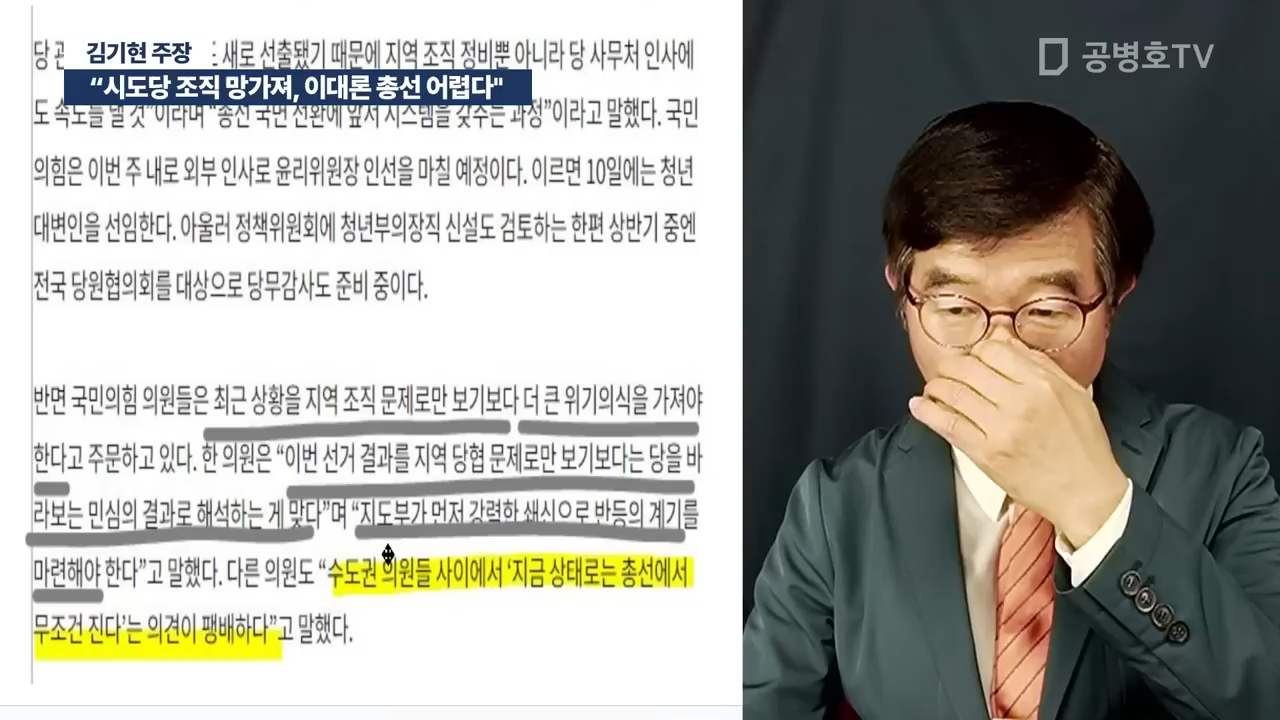 김기현 주장
“시도당 조직 망가져, 이대론 총선 어렵다"
공병호TV
당 관 새로 선출됐기 때문에 지역 조직 정비뿐 아니라 당 사무처 인사에
도 속도를 낼 것”이라며 “총선 국면 전환에 앞서 시스템을 갖추는 과정”이라고 말했다. 국민
의힘은 이번 주 내로 외부 인사로 윤리위원장 인선을 마칠 예정이다. 이르면 10일에는 청년
대변인을 선임한다. 아울러 정책위원회에 청년부의장직 신설도 검토하는 한편 상반기 중엔
전국 당원협의회를 대상으로 당무감사도 준비 중이다.
반면 국민의힘 의원들은 최근 상황을 지역 조직 문제로만 보기보다 더 큰 위기의식을 가져야
한다고 주문하고 있다. 한 의원은 “이번 선거 결과를 지역 당협 문제로만 보기보다는 당을 바
라보는 민심의 결과로 해석하는 게 맞다”며 “지도부가 먼저 강력한 쇄신으로 반등의 계기를
마련해야 한다”고 말했다. 다른 의원도 “수도권 의원들 사이에서 ‘지금 상태로는 총선에서
무조건 진다’는 의견이 팽배하다”고 말했다.